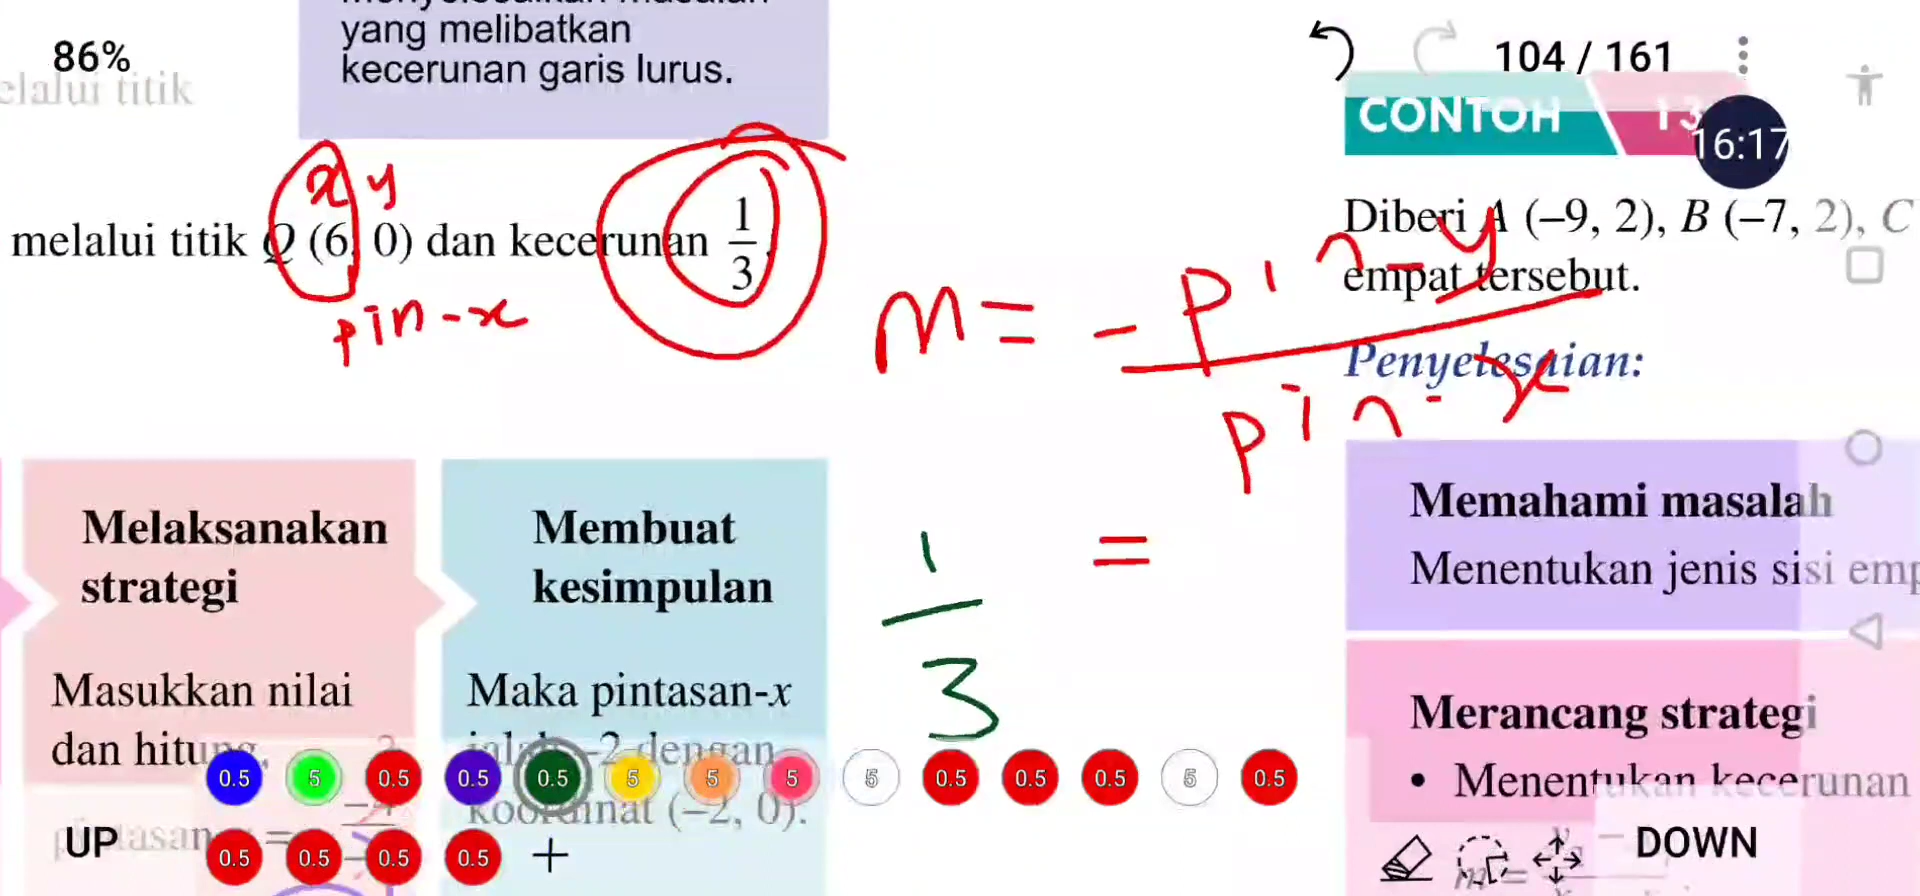 yang melibatkan
kecerunan garis lurus.
86%
elalui titik
104 / 161
CONTOH 13
16:17
x y
melalui titik Q (6, 0) dan kecerunan 1/3.
pin-x
m = - pin-y / pin-x
Diberi A (–9, 2), B (–7, 2), C
empat tersebut.
Penyelesaian:
1/3 =
Melaksanakan
strategi
Masukkan nilai
dan hitung.
Membuat
kesimpulan
Maka pintasan-x
ialah –2 dengan
koordinat (–2, 0).
Memahami masalah
Menentukan jenis sisi emp
Merancang strategi
• Menentukan kecerunan
0.5 5 0.5 0.5 0.5 5 5 5 5 0.5 0.5 0.5 5 0.5
UP
0.5 0.5 0.5 0.5 +
DOWN